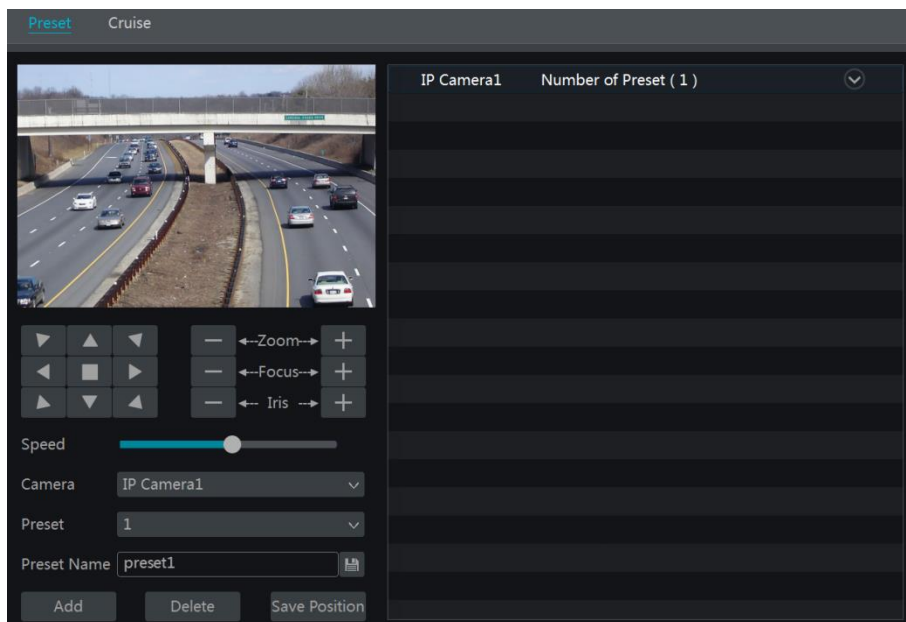 Preset Cruise
IP Camera1 Number of Preset ( 1 )
Zoom
Focus
Iris
Speed
Camera IP Camera1
Preset 1
Preset Name preset1
Add Delete Save Position